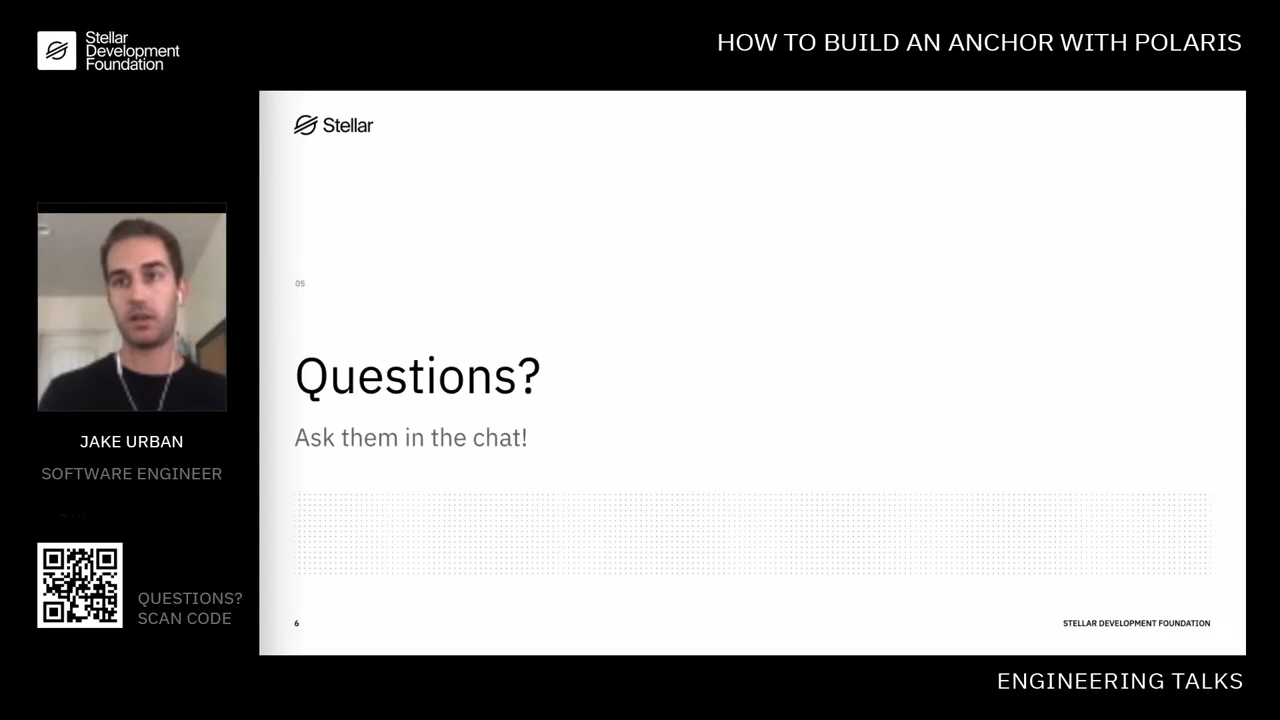 Stellar
Development
Foundation
HOW TO BUILD AN ANCHOR WITH POLARIS
Stellar
05
Questions?
Ask them in the chat!
JAKE URBAN
SOFTWARE ENGINEER
QUESTIONS?
SCAN CODE
6
STELLAR DEVELOPMENT FOUNDATION
ENGINEERING TALKS